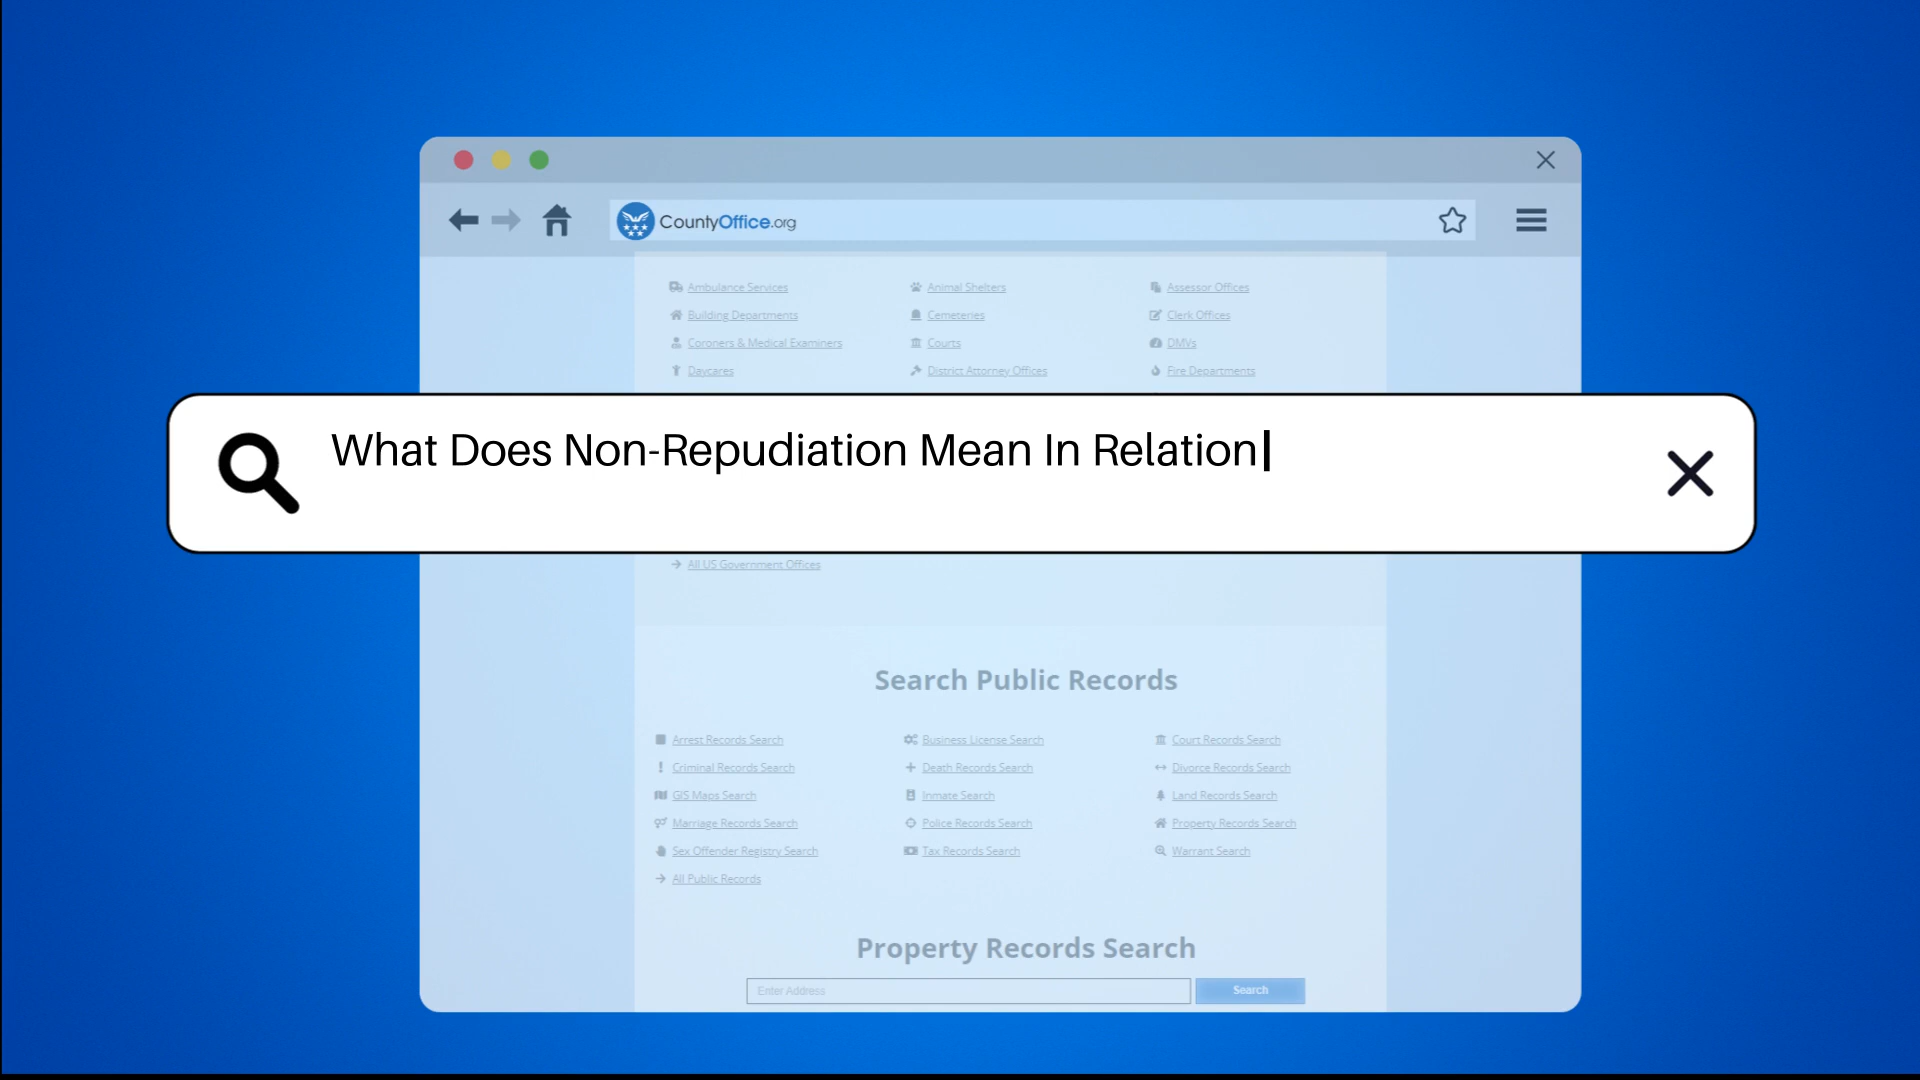 CountyOffice.org
Ambulance Services Animal Shelters Assessor Offices
Building Departments Cemeteries Clerk Offices
Coroners & Medical Examiners Courts DMVs
Daycares District Attorney Offices Fire Departments
What Does Non-Repudiation Mean In Relation
All US Government Offices
Search Public Records
Arrest Records Search Business License Search Court Records Search
Criminal Records Search Death Records Search Divorce Records Search
GIS Maps Search Inmate Search Land Records Search
Marriage Records Search Police Records Search Property Records Search
Sex Offender Registry Search Tax Records Search Warrant Search
All Public Records
Property Records Search
Enter Address Search